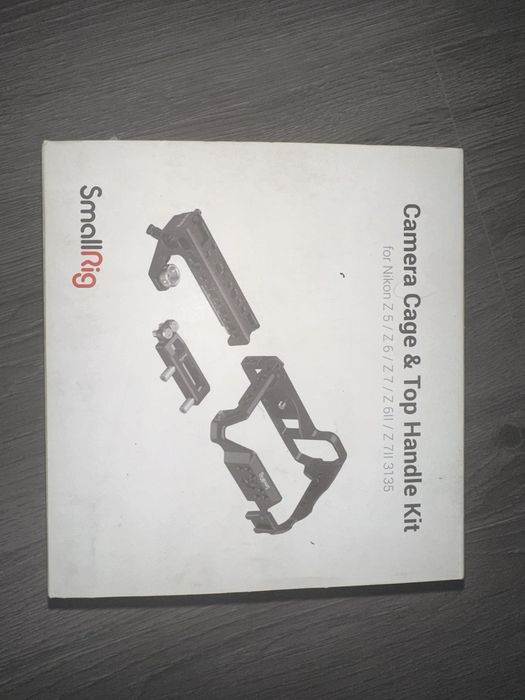 Camera Cage & Top Handle Kit
for Nikon Z 5 / Z 6 / Z 7 / Z 6II / Z 7II 3135
SmallRig